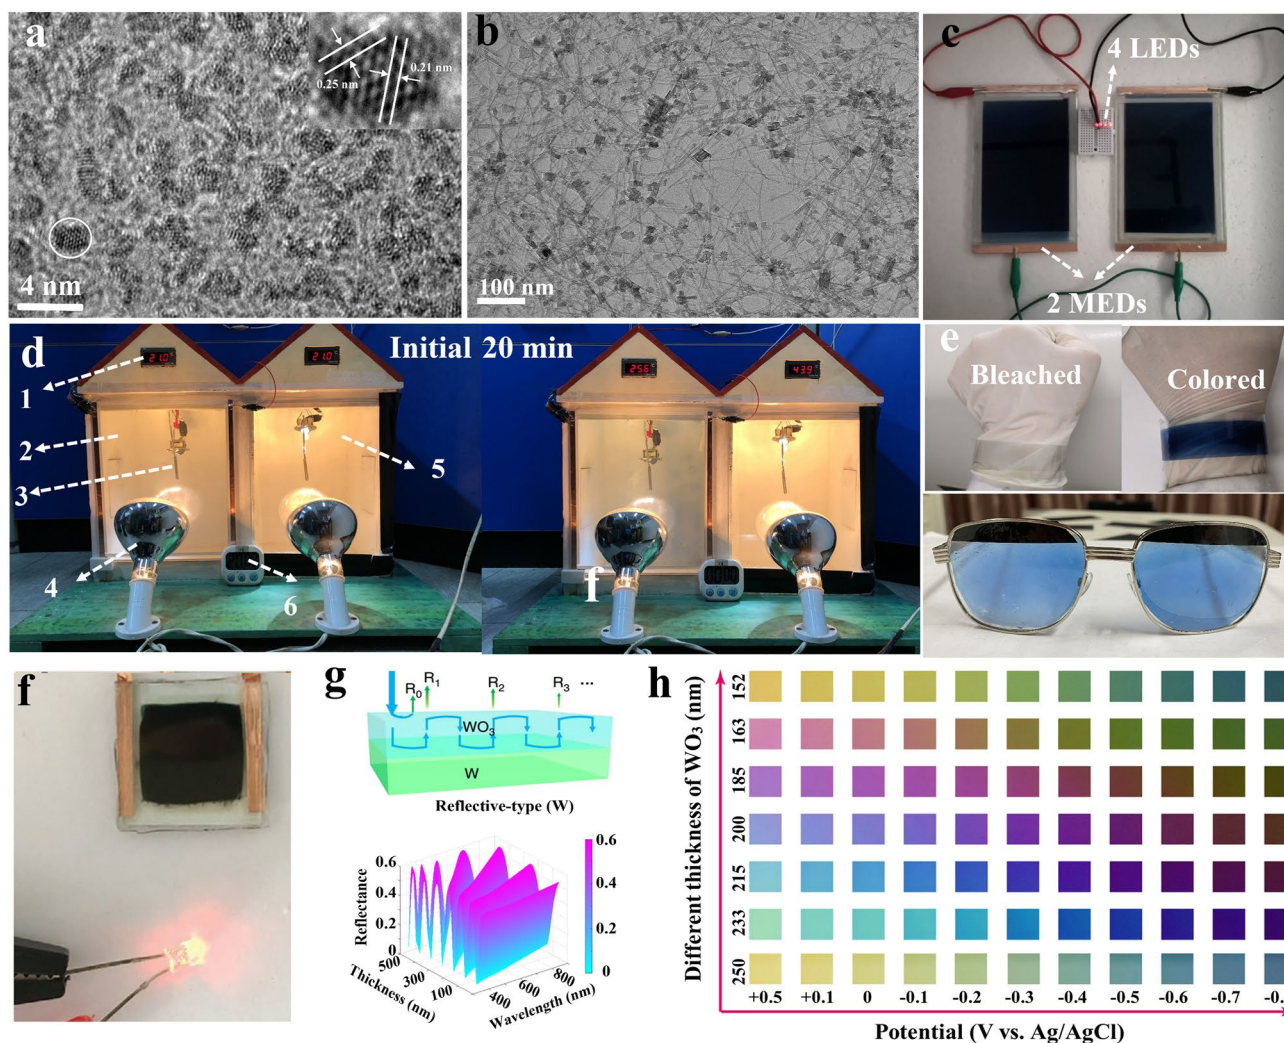 a
0.25 nm
0.21 nm
4 nm
b
100 nm
c
4 LEDs
2 MEDs
d
Initial 20 min
21.0
21.0
25.6
43.9
1
2
3
4
5
6
f
e
Bleached
Colored
f
g
R0
R1
R2
R3
...
WO3
W
Reflective-type (W)
0.6
0.4
0.2
0
Reflectance
500
300
100
Thickness (nm)
400
600
800
Wavelength (nm)
0.6
0.4
0.2
0
h
Different thickness of WO3 (nm)
152
163
185
200
215
233
250
+0.5 +0.1 0 -0.1 -0.2 -0.3 -0.4 -0.5 -0.6 -0.7
Potential (V vs. Ag/AgCl)